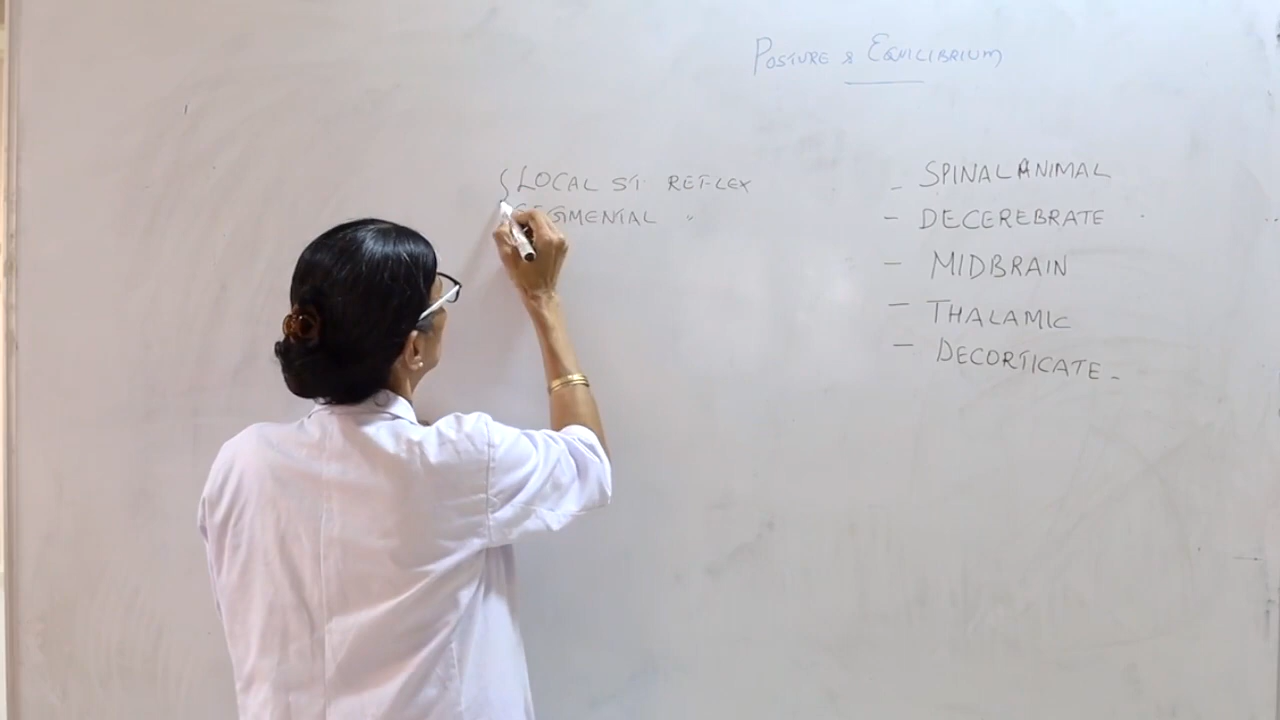 POSTURE & EQUILIBRIUM
LOCAL ST. REFLEX
SEGMENTAL "
- SPINAL ANIMAL
- DECEREBRATE
- MIDBRAIN
- THALAMIC
- DECORTICATE -